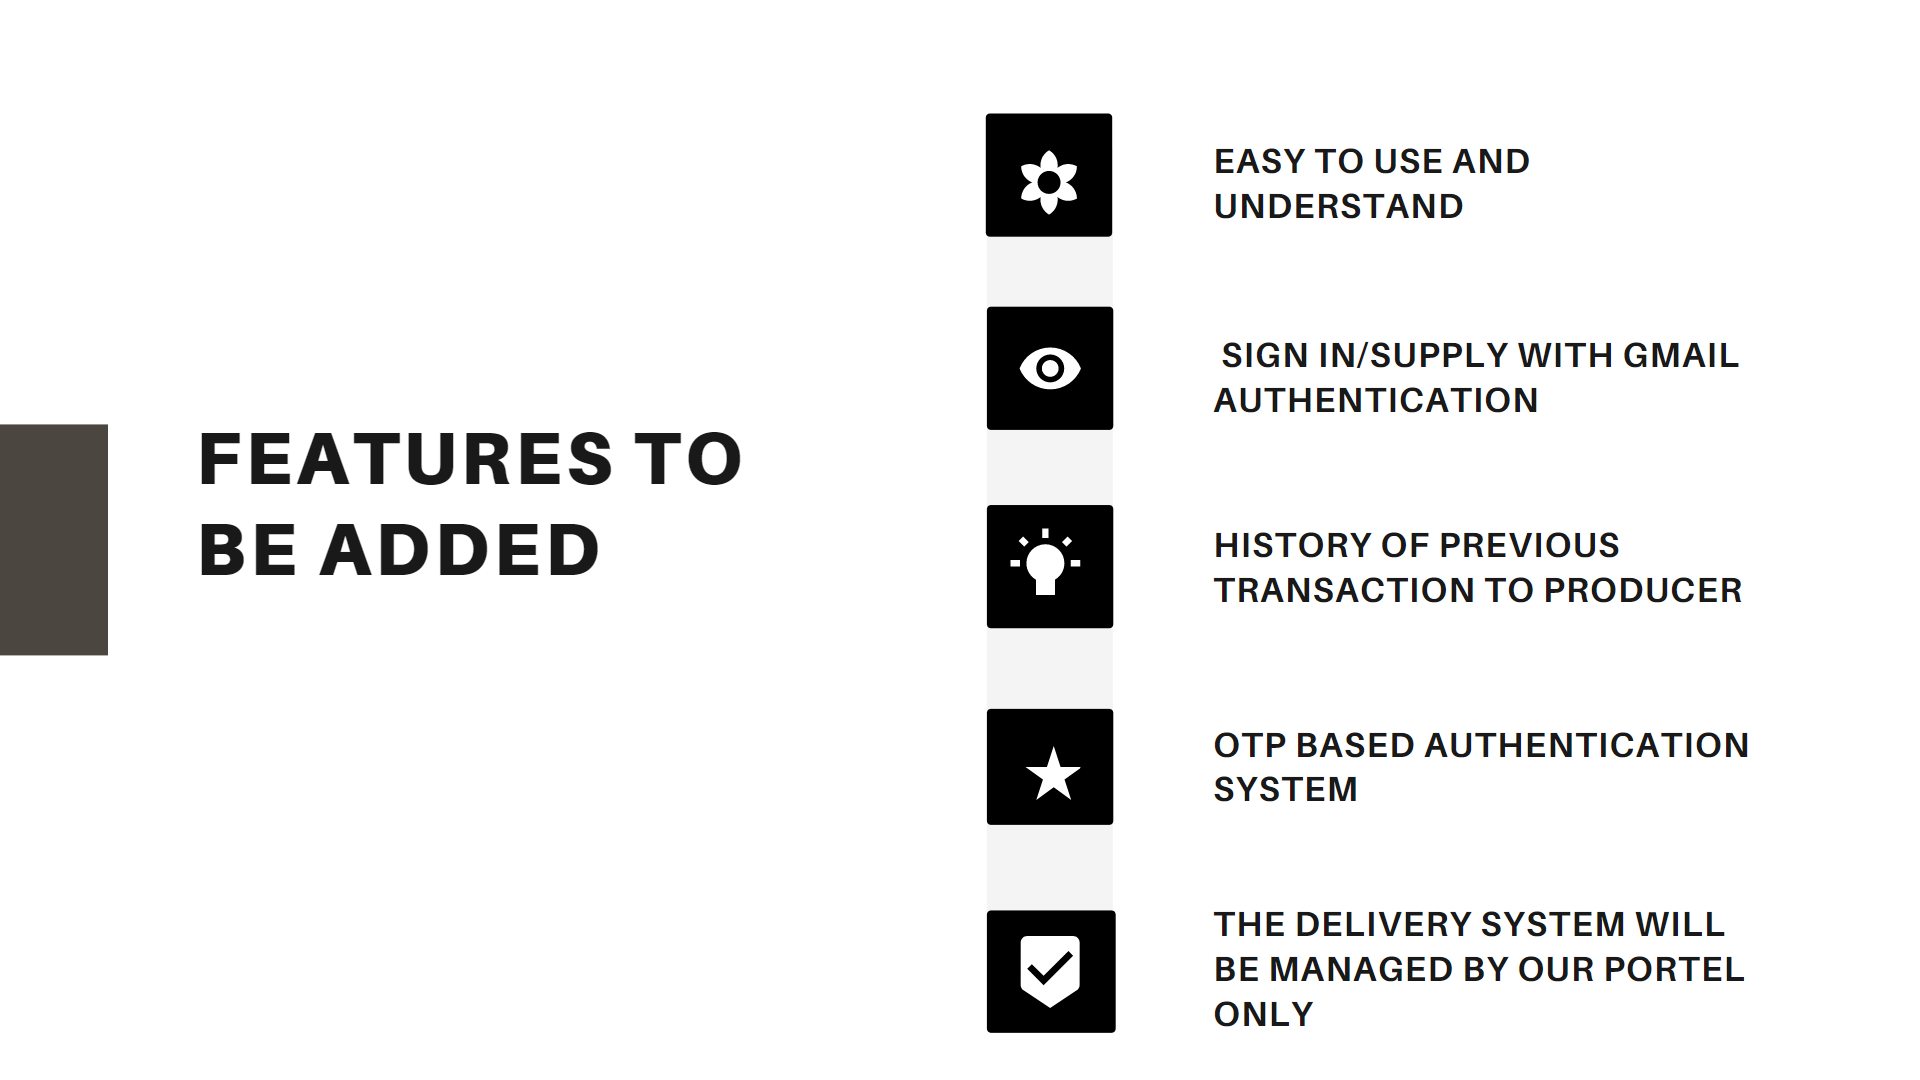 FEATURES TO
BE ADDED
EASY TO USE AND
UNDERSTAND
SIGN IN/SUPPLY WITH GMAIL
AUTHENTICATION
HISTORY OF PREVIOUS
TRANSACTION TO PRODUCER
OTP BASED AUTHENTICATION
SYSTEM
THE DELIVERY SYSTEM WILL
BE MANAGED BY OUR PORTEL
ONLY